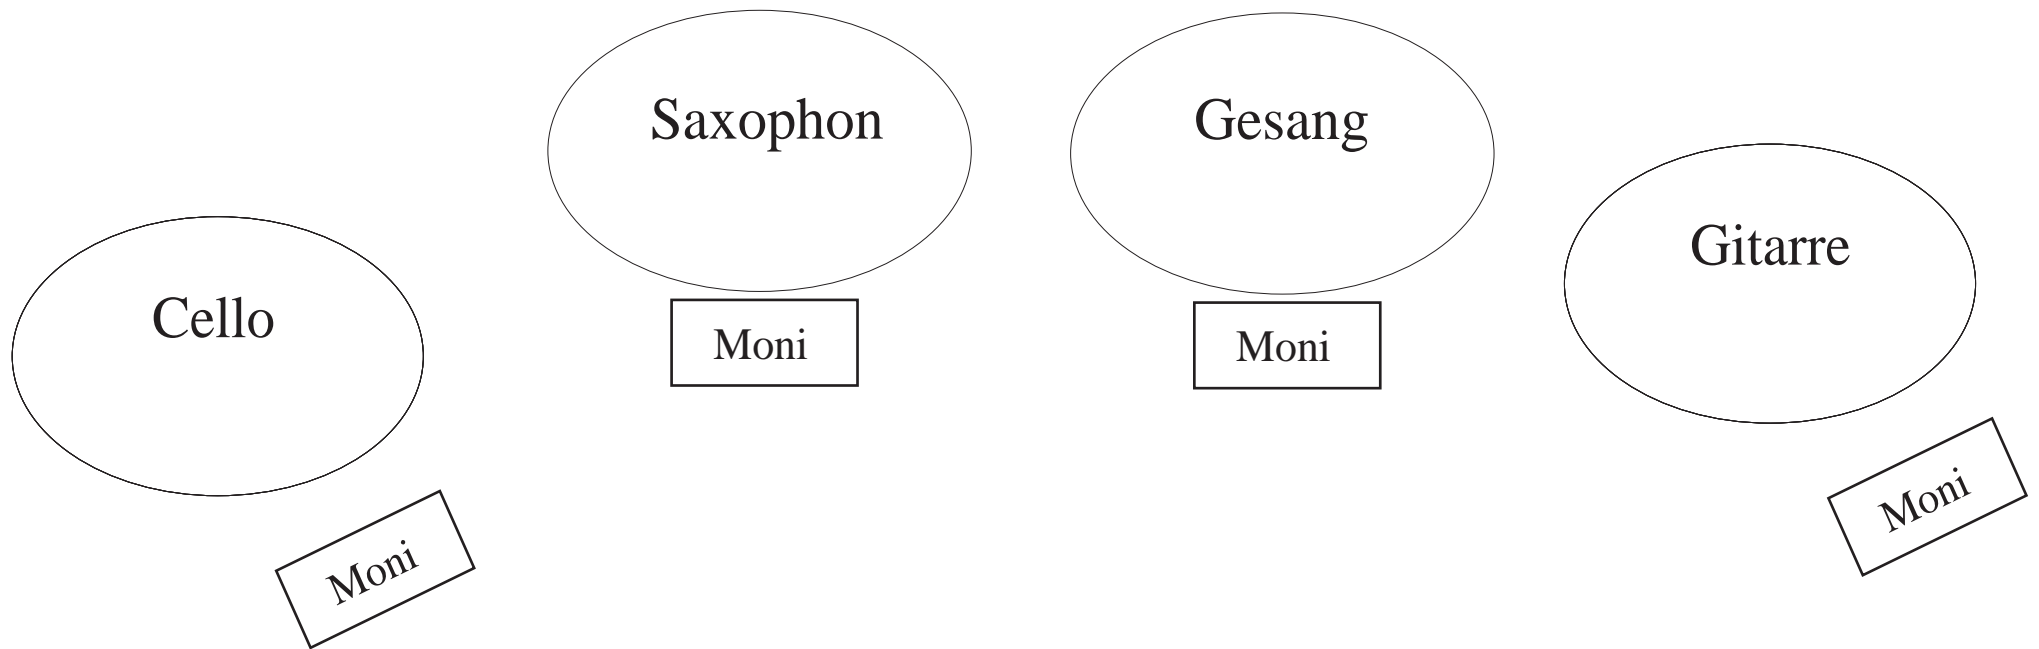 Saxophon
Gesang
Gitarre
Cello
Moni
Moni
Moni
Moni